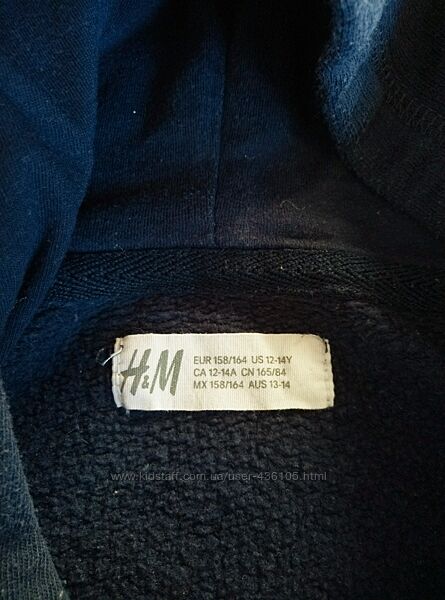 H&M
EUR 158/164 US 12-14Y
CA 12-14A CN 165/84
MX 158/164 AUS 13-14
www.kidstaff.com.ua/user-436105.html